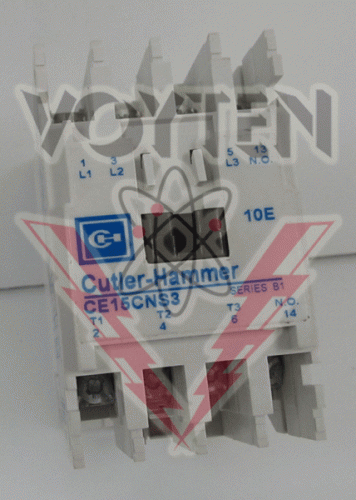 VOYTEN
1 3 5 13
L1 L2 L3 N.O.
10E
CH
Cutler-Hammer
CE15CNS3 SERIES B1
T1 T2 T3 N.O.
2 4 6 14